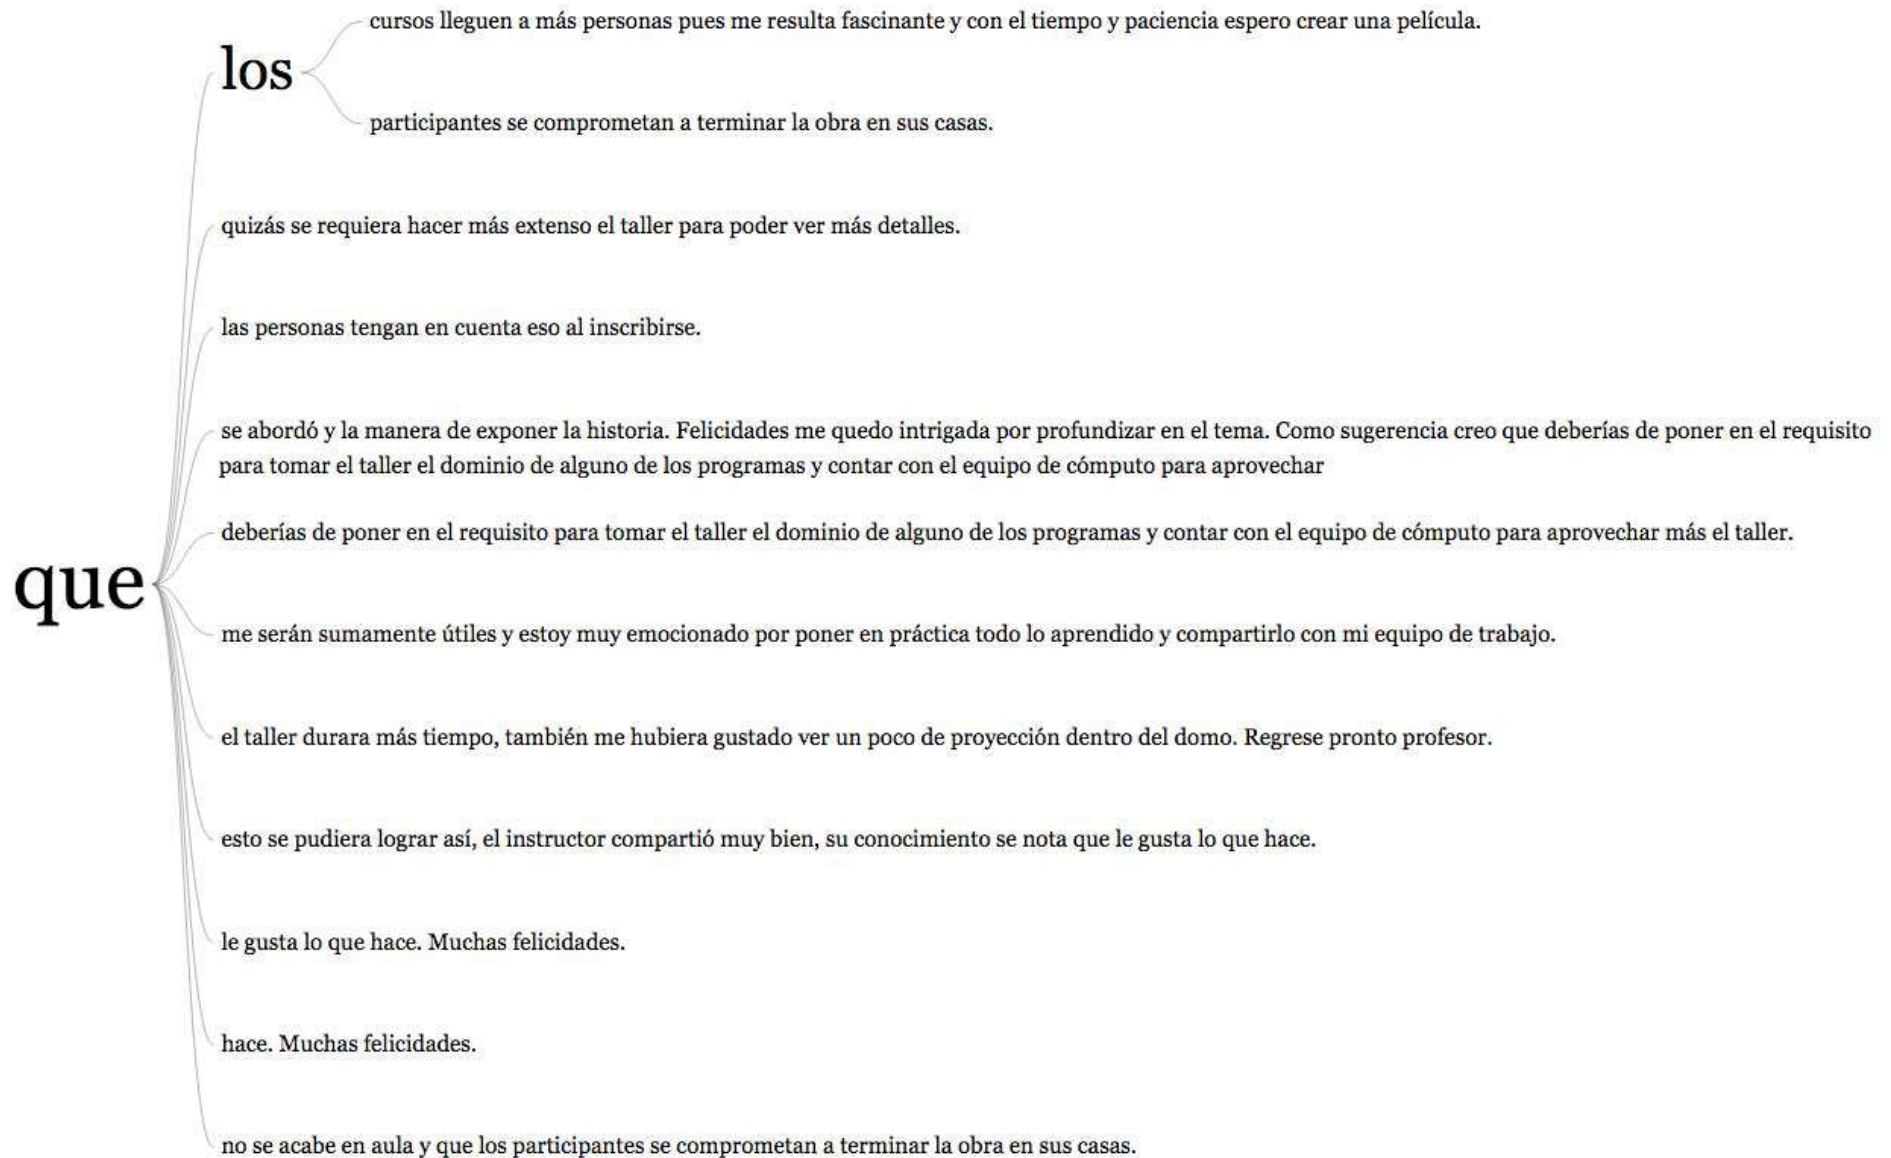 cursos lleguen a más personas pues me resulta fascinante y con el tiempo y paciencia espero crear una película.
los
participantes se comprometan a terminar la obra en sus casas.
quizás se requiera hacer más extenso el taller para poder ver más detalles.
las personas tengan en cuenta eso al inscribirse.
se abordó y la manera de exponer la historia. Felicidades me quedo intrigada por profundizar en el tema. Como sugerencia creo que deberías de poner en el requisito
para tomar el taller el dominio de alguno de los programas y contar con el equipo de cómputo para aprovechar
deberías de poner en el requisito para tomar el taller el dominio de alguno de los programas y contar con el equipo de cómputo para aprovechar más el taller.
que
me serán sumamente útiles y estoy muy emocionado por poner en práctica todo lo aprendido y compartirlo con mi equipo de trabajo.
el taller durara más tiempo, también me hubiera gustado ver un poco de proyección dentro del domo. Regrese pronto profesor.
esto se pudiera lograr así, el instructor compartió muy bien, su conocimiento se nota que le gusta lo que hace.
le gusta lo que hace. Muchas felicidades.
hace. Muchas felicidades.
no se acabe en aula y que los participantes se comprometan a terminar la obra en sus casas.